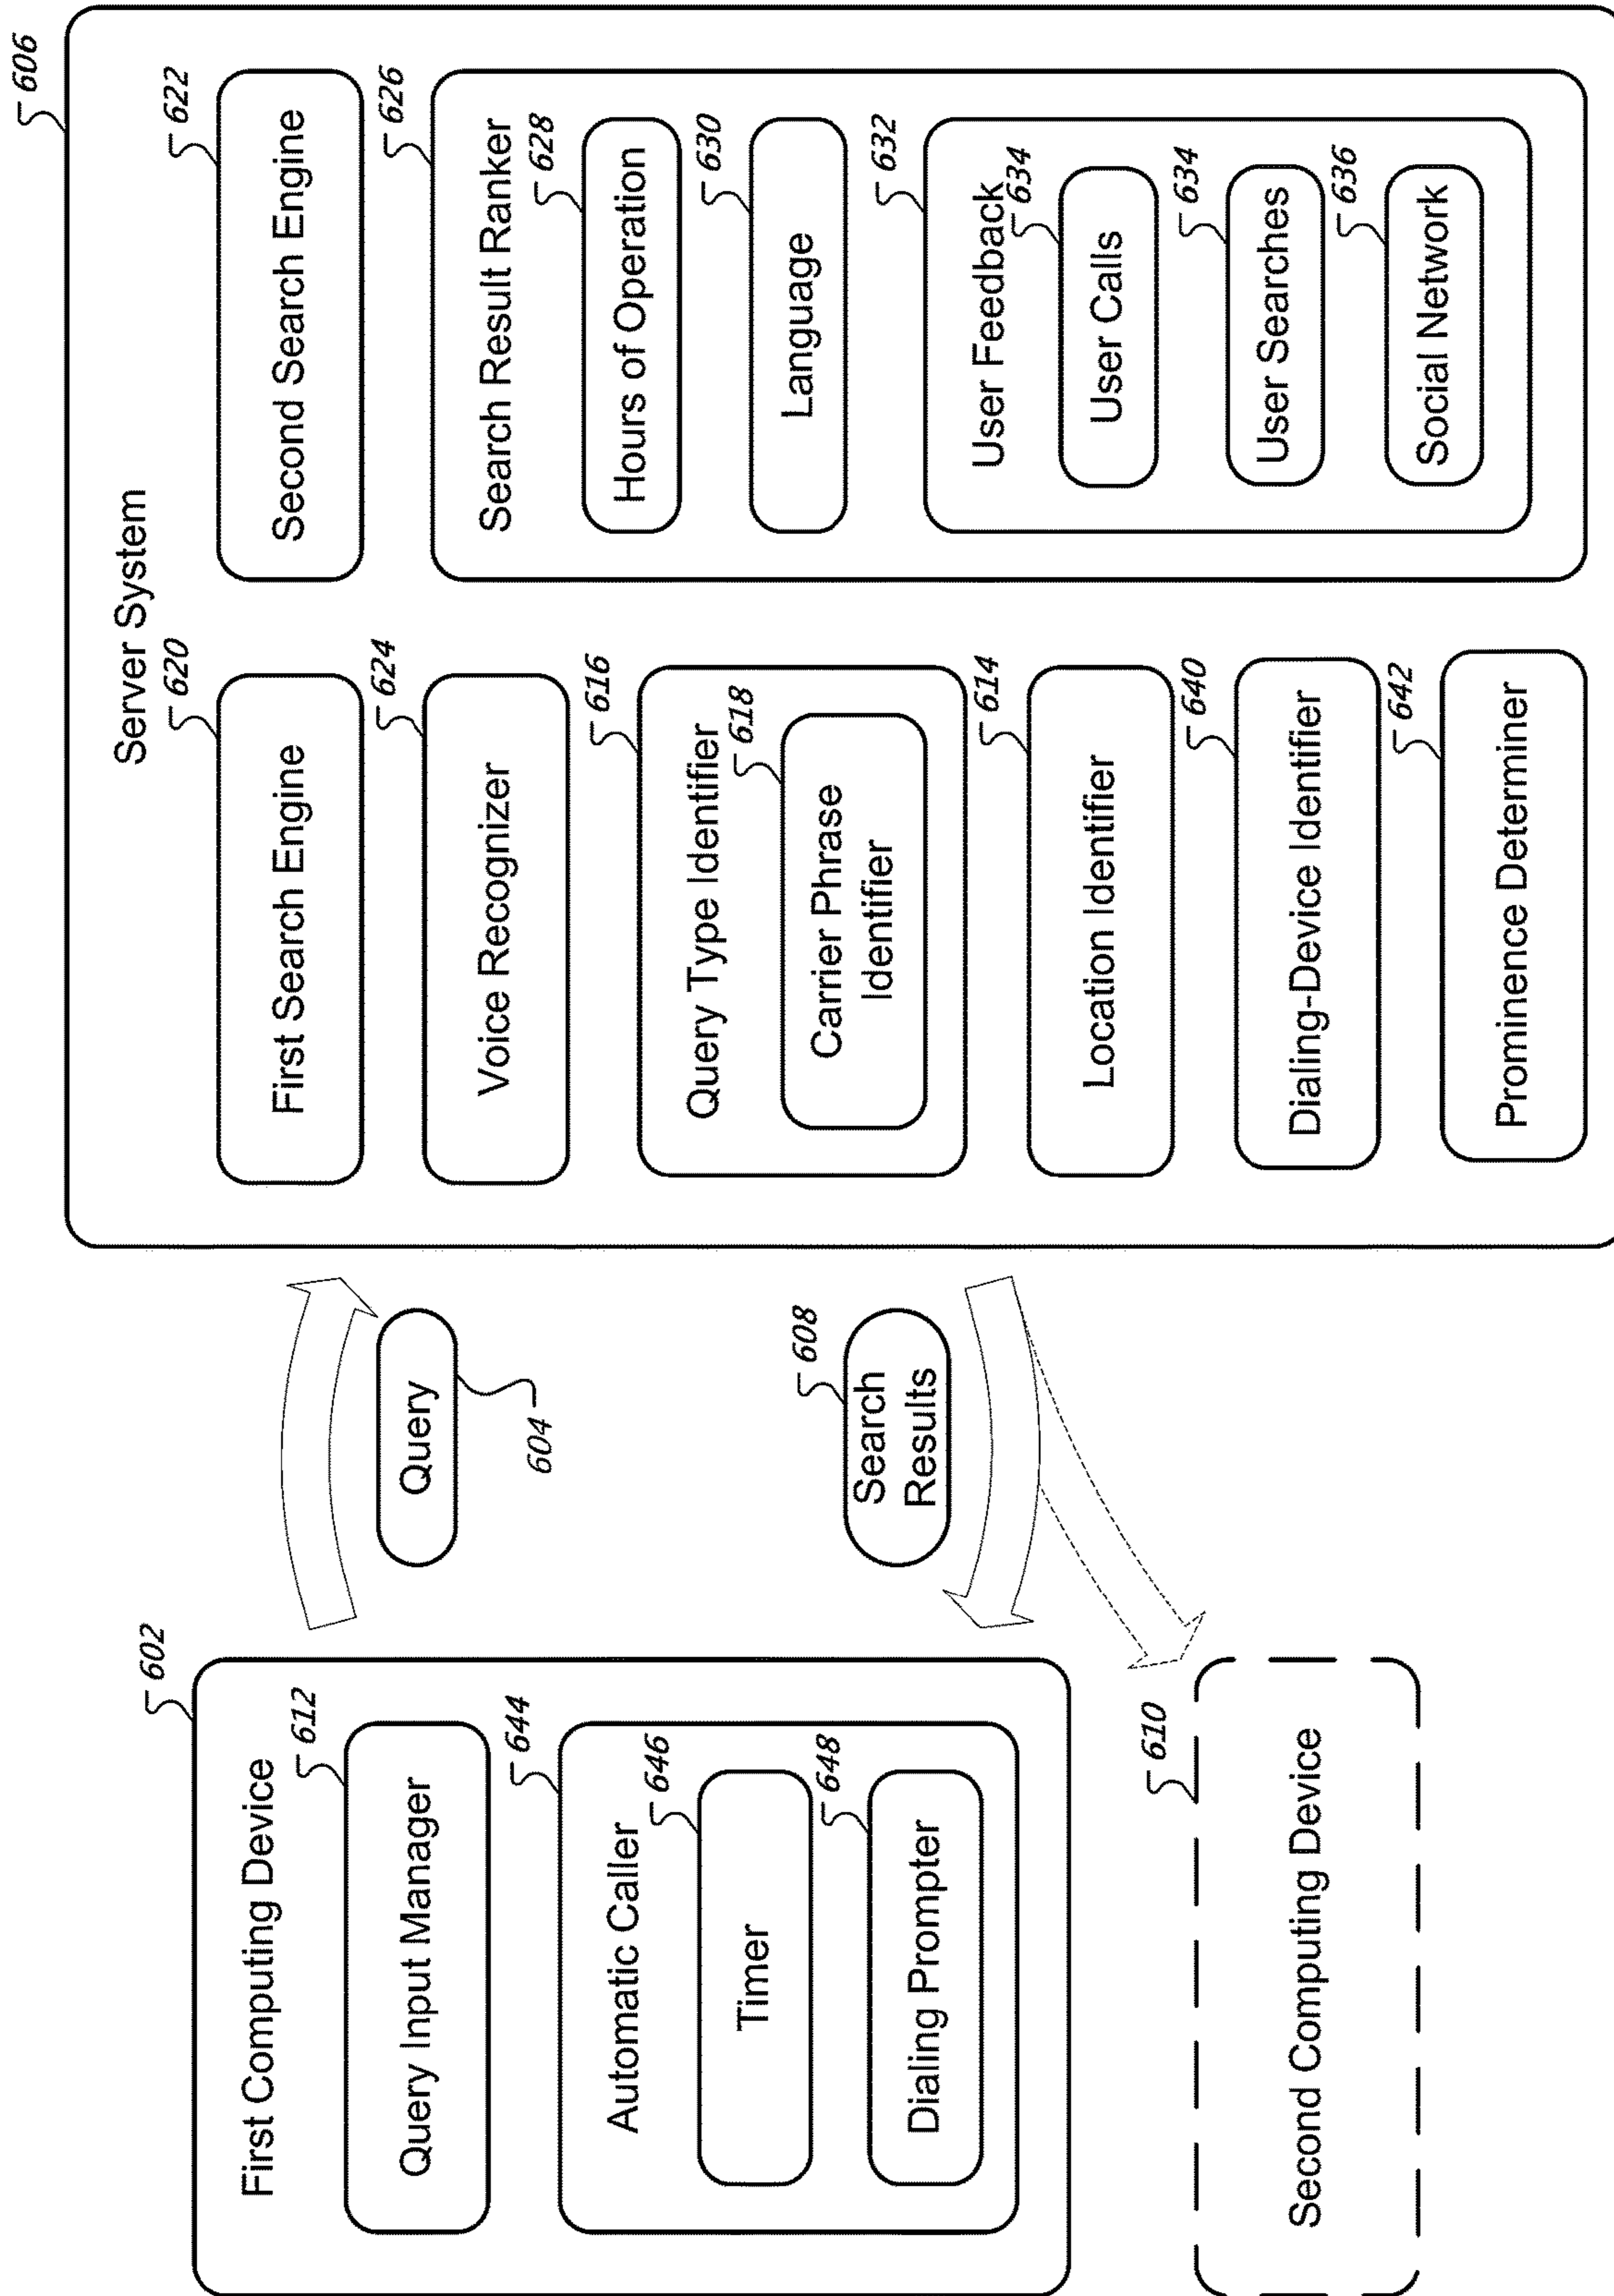 602
First Computing Device
612
Query Input Manager
644
Automatic Caller
646
Timer
648
Dialing Prompter
610
Second Computing Device
Query
604
608
Search
Results
606
Server System
620
First Search Engine
624
Voice Recognizer
616
Query Type Identifier
618
Carrier Phrase
Identifier
614
Location Identifier
640
Dialing-Device Identifier
642
Prominence Determiner
622
Second Search Engine
626
Search Result Ranker
628
Hours of Operation
630
Language
632
User Feedback
634
User Calls
634
User Searches
636
Social Network